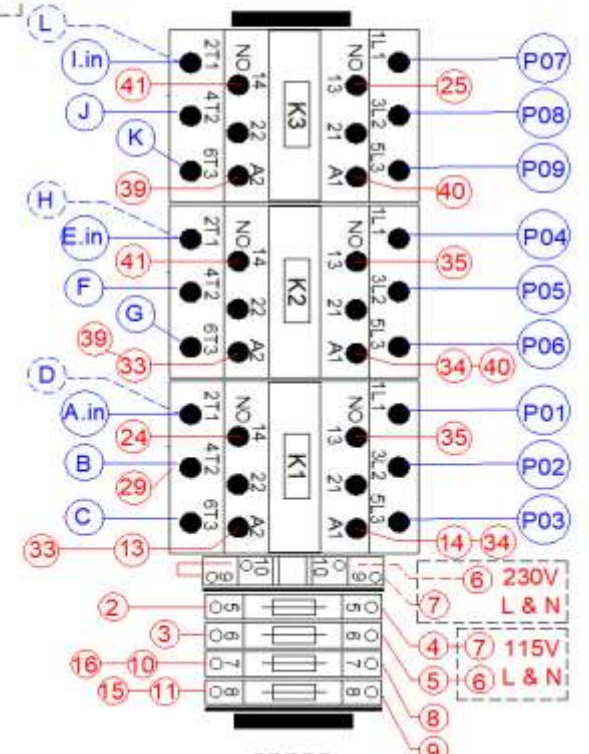 L
I.in 2T1 NO 14 NO 13 1L1 P07
41 25
J 4T2 22 K3 21 3L2 P08
K 6T3 A2 A1 5L3 P09
39 40
H
E.in 2T1 NO 14 NO 13 1L1 P04
41 35
F 4T2 22 K2 21 3L2 P05
G 6T3 A2 A1 5L3 P06
39 33 34 40
D
A.in 2T1 NO 14 NO 13 1L1 P01
24 35
B 4T2 22 K1 21 3L2 P02
29
C 6T3 A2 A1 5L3 P03
33 13 14 34
9 10 10 9 6 230V
7 L & N
2 5 5
3 6 6 4 7 115V
16 10 7 7 5 6 L & N
15 11 8 8 8
9